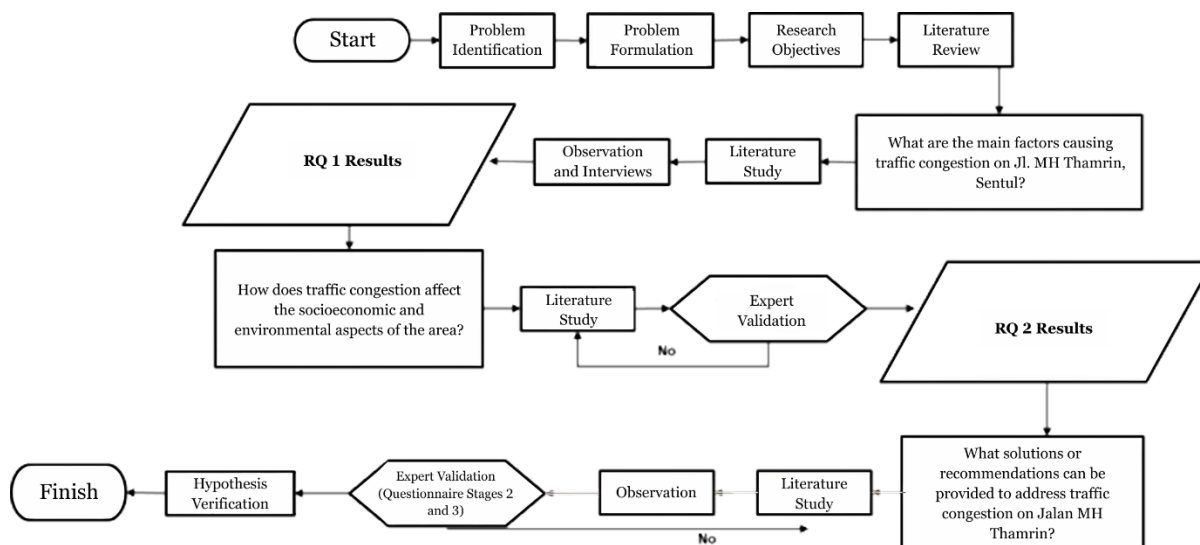 Start
Problem
Identification
Problem
Formulation
Research
Objectives
Literature
Review
What are the main factors causing
traffic congestion on Jl. MH Thamrin,
Sentul?
Literature
Study
Observation
and Interviews
RQ 1 Results
How does traffic congestion affect
the socioeconomic and
environmental aspects of the area?
Literature
Study
Expert
Validation
No
RQ 2 Results
What solutions or
recommendations can be
provided to address traffic
congestion on Jalan MH
Thamrin?
Literature
Study
Observation
Expert Validation
(Questionnaire Stages 2
and 3)
No
Hypothesis
Verification
Finish